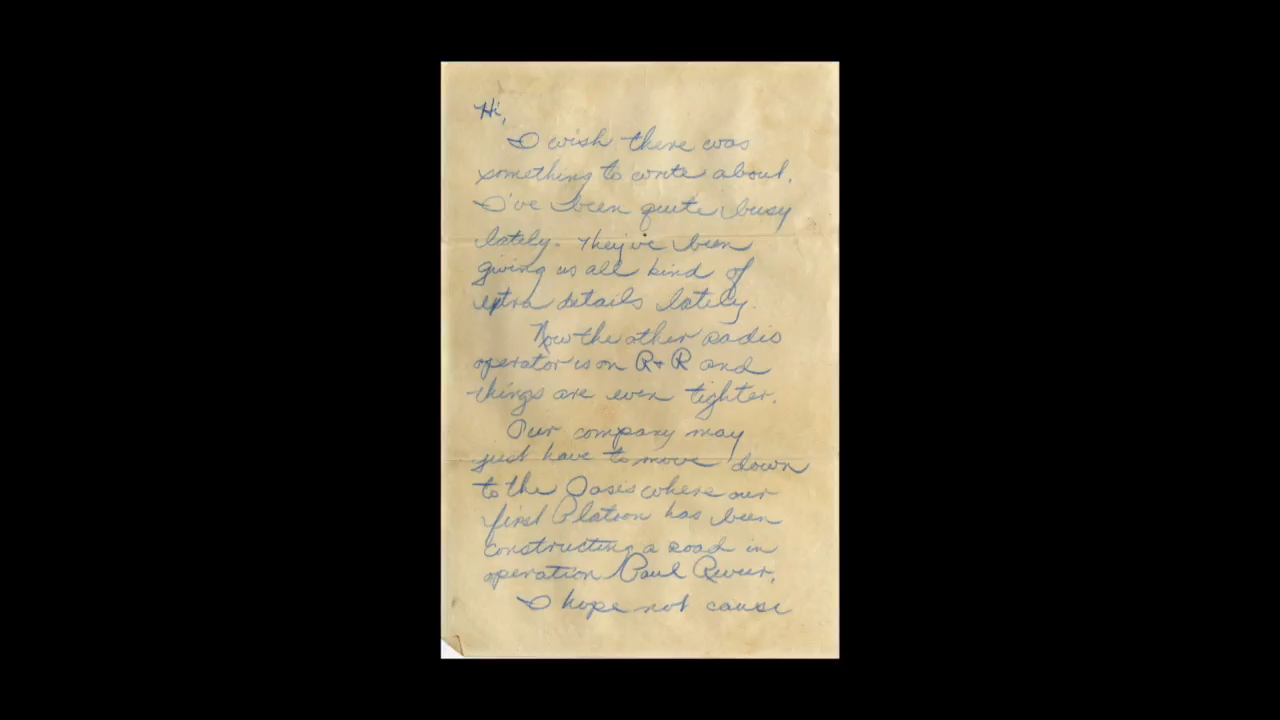 Hi,
I wish there was
something to write about.
I've been quite busy
lately. They've been
giving us all kind of
extra details lately.
Now the other radio
operator is on R+R and
things are even tighter.
Our company may
just have to move down
to the Oasis where our
first Platoon has been
constructing a road in
operation Paul Rever.
I hope not cause